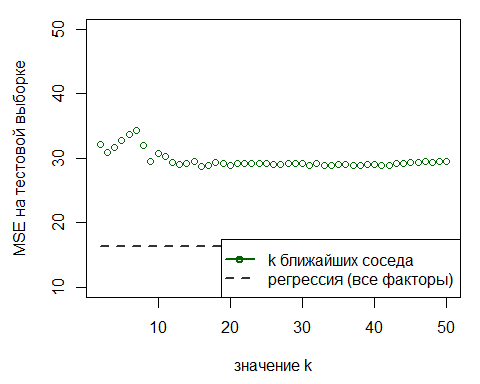 MSE на тестовой выборке
50
40
30
20
10
k ближайших соседа
регрессия (все факторы)
10
20
30
40
50
значение k